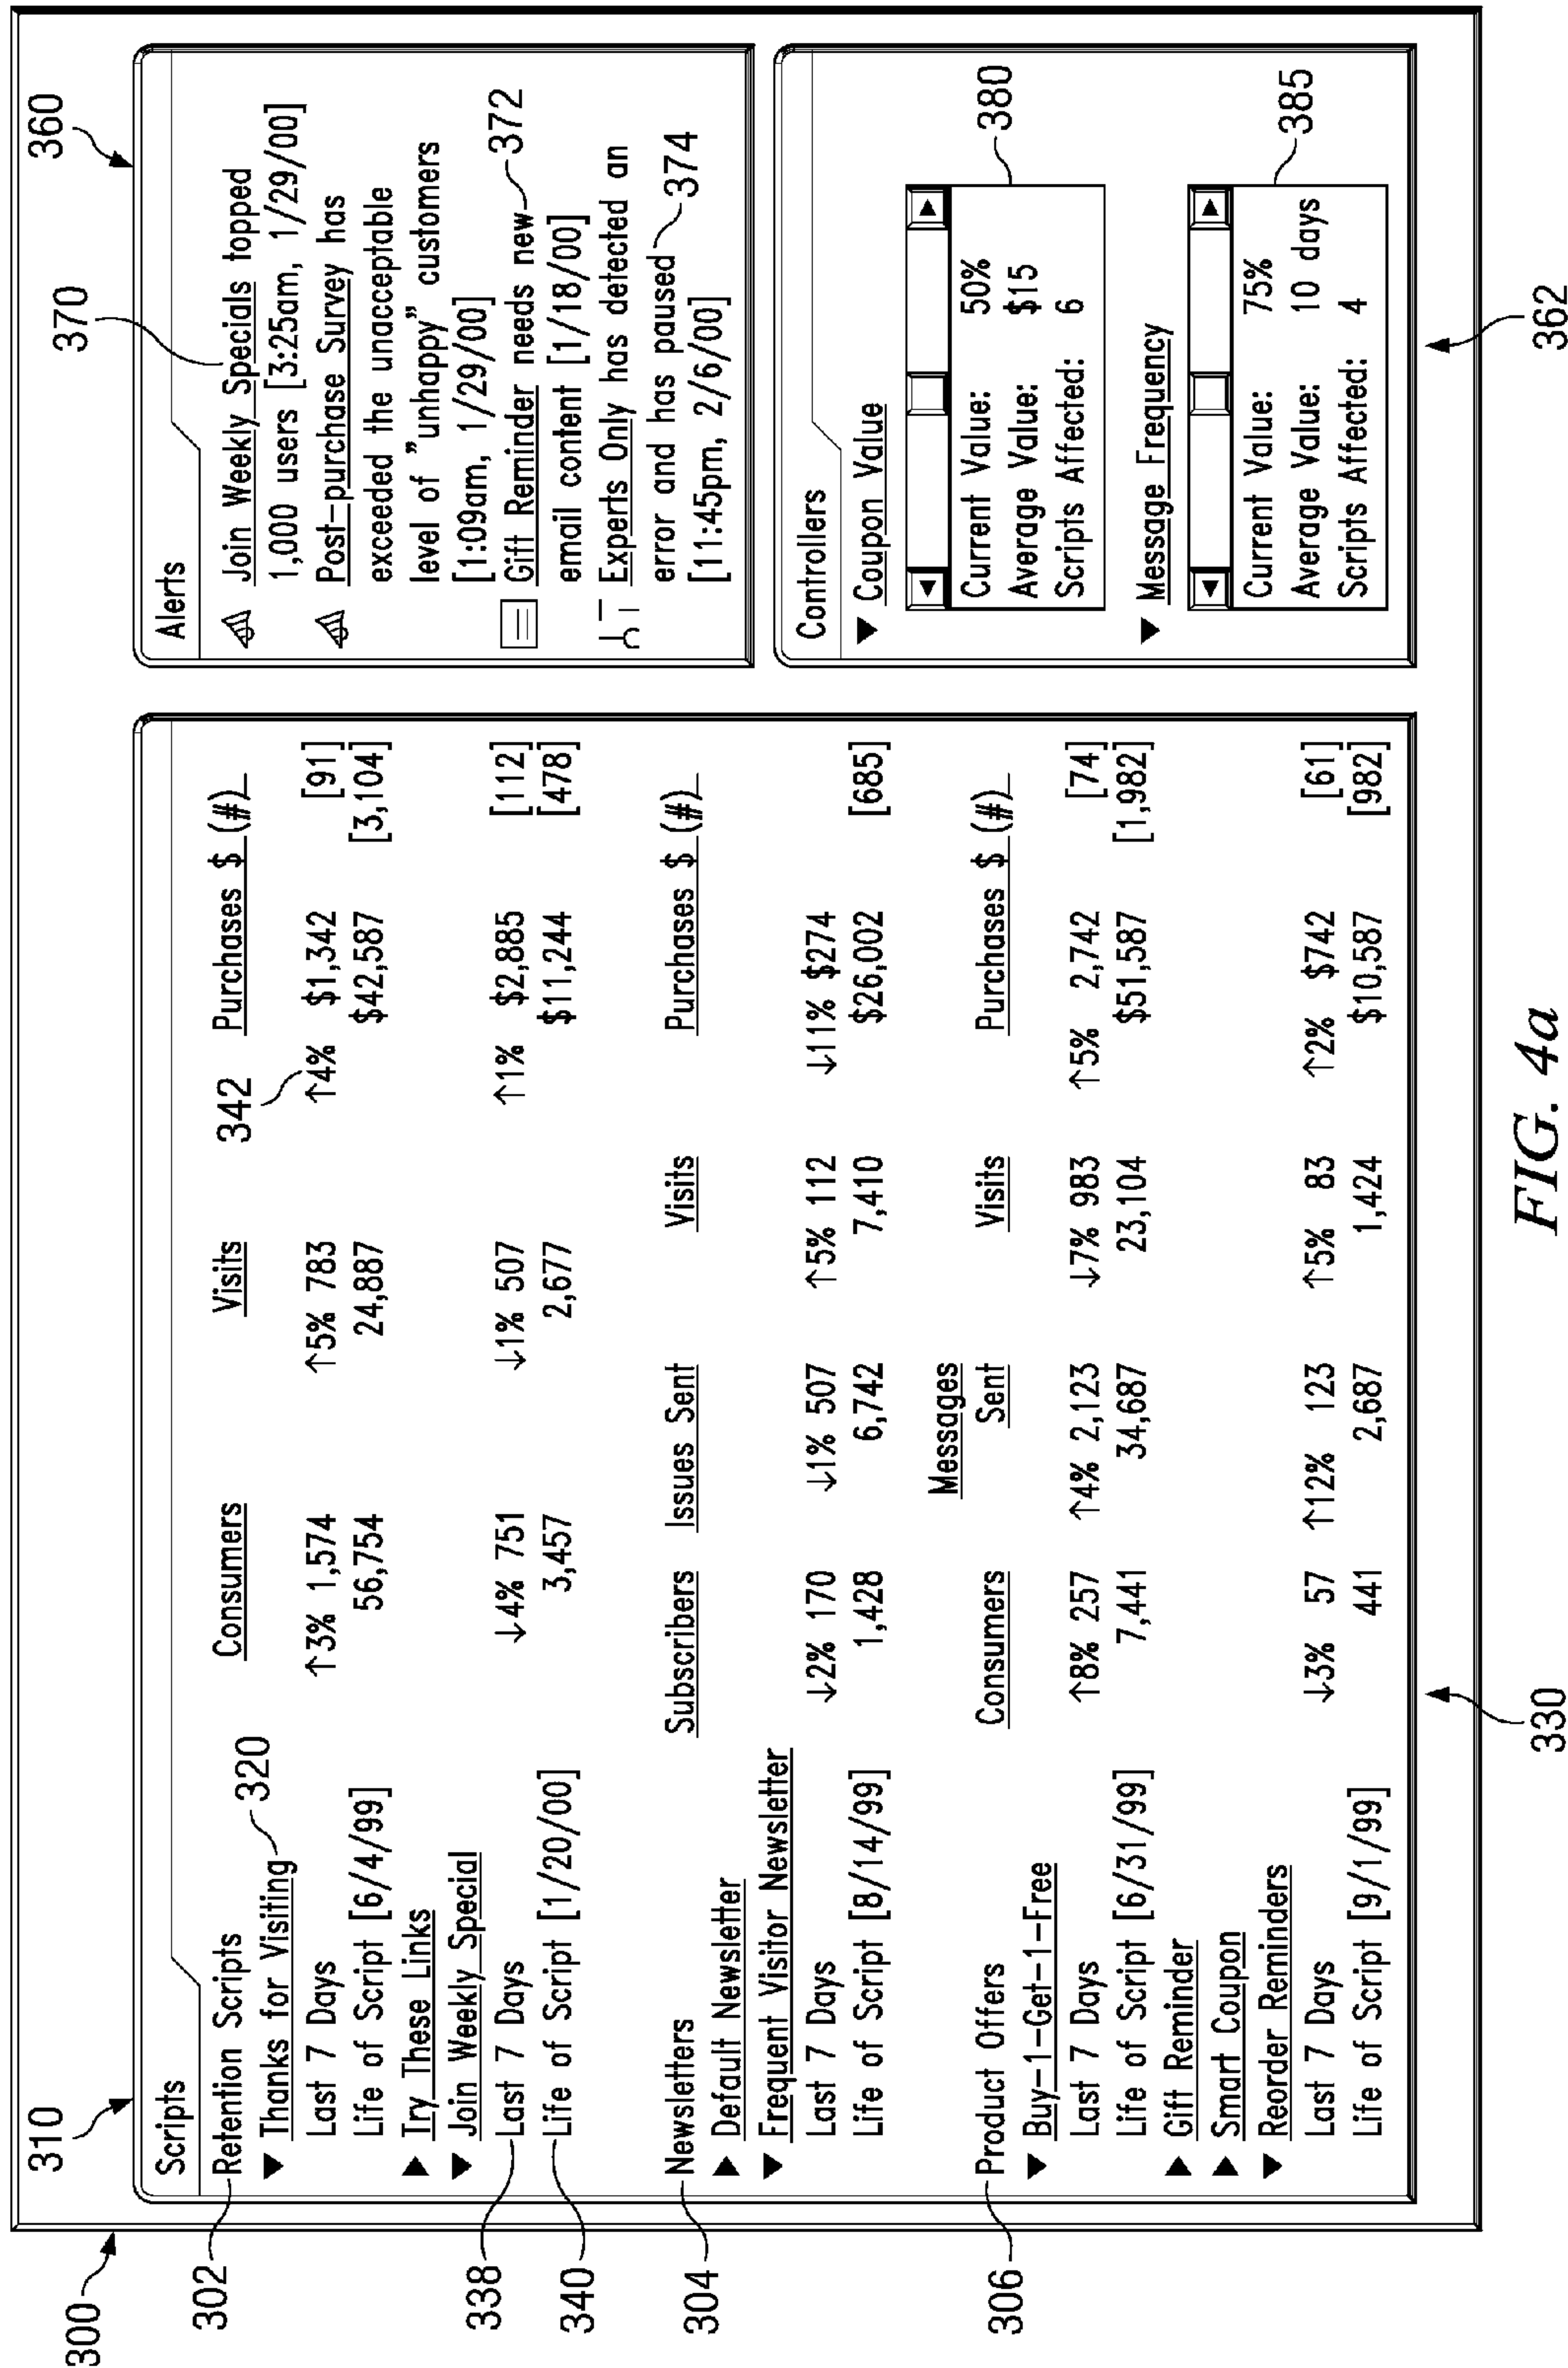 300
310
Scripts
302
Retention Scripts
Consumers Visits Purchases $ (#)
▼ Thanks for Visiting 320
342
Last 7 Days ↑3% 1,574 ↑5% 783 ↑4% $1,342 [91]
Life of Script [6/4/99] 56,754 24,887 $42,587 [3,104]
▶ Try These Links
▼ Join Weekly Special
338
Last 7 Days ↓4% 751 ↓1% 507 ↑1% $2,885 [112]
340
Life of Script [1/20/00] 3,457 2,677 $11,244 [478]
304
Newsletters Subscribers Issues Sent Visits Purchases $ (#)
▶ Default Newsletter
▼ Frequent Visitor Newsletter
Last 7 Days ↓2% 170 ↓1% 507 ↑5% 112 ↓11% $274
Life of Script [8/14/99] 1,428 6,742 7,410 $26,002 [685]
Messages
306
Product Offers Consumers Sent Visits Purchases $ (#)
▼ Buy-1-Get-1-Free
Last 7 Days ↑8% 257 ↑4% 2,123 ↓7% 983 ↑5% 2,742 [74]
Life of Script [6/31/99] 7,441 34,687 23,104 $51,587 [1,982]
▶ Gift Reminder
▶ Smart Coupon
▼ Reorder Reminders
Last 7 Days ↓3% 57 ↑12% 123 ↑5% 83 ↑2% $742 [61]
Life of Script [9/1/99] 441 2,687 1,424 $10,587 [982]
330
360
Alerts
370
Join Weekly Specials topped
1,000 users [3:25am, 1/29/00]
Post-purchase Survey has
exceeded the unacceptable
level of "unhappy" customers
[1:09am, 1/29/00]
Gift Reminder needs new 372
email content [1/18/00]
Experts Only has detected an
error and has paused 374
[11:45pm, 2/6/00]
Controllers
▼ Coupon Value
◀ ▶
Current Value: 50% 380
Average Value: $15
Scripts Affected: 6
▼ Message Frequency
◀ ▶
Current Value: 75% 385
Average Value: 10 days
Scripts Affected: 4
362
FIG. 4a